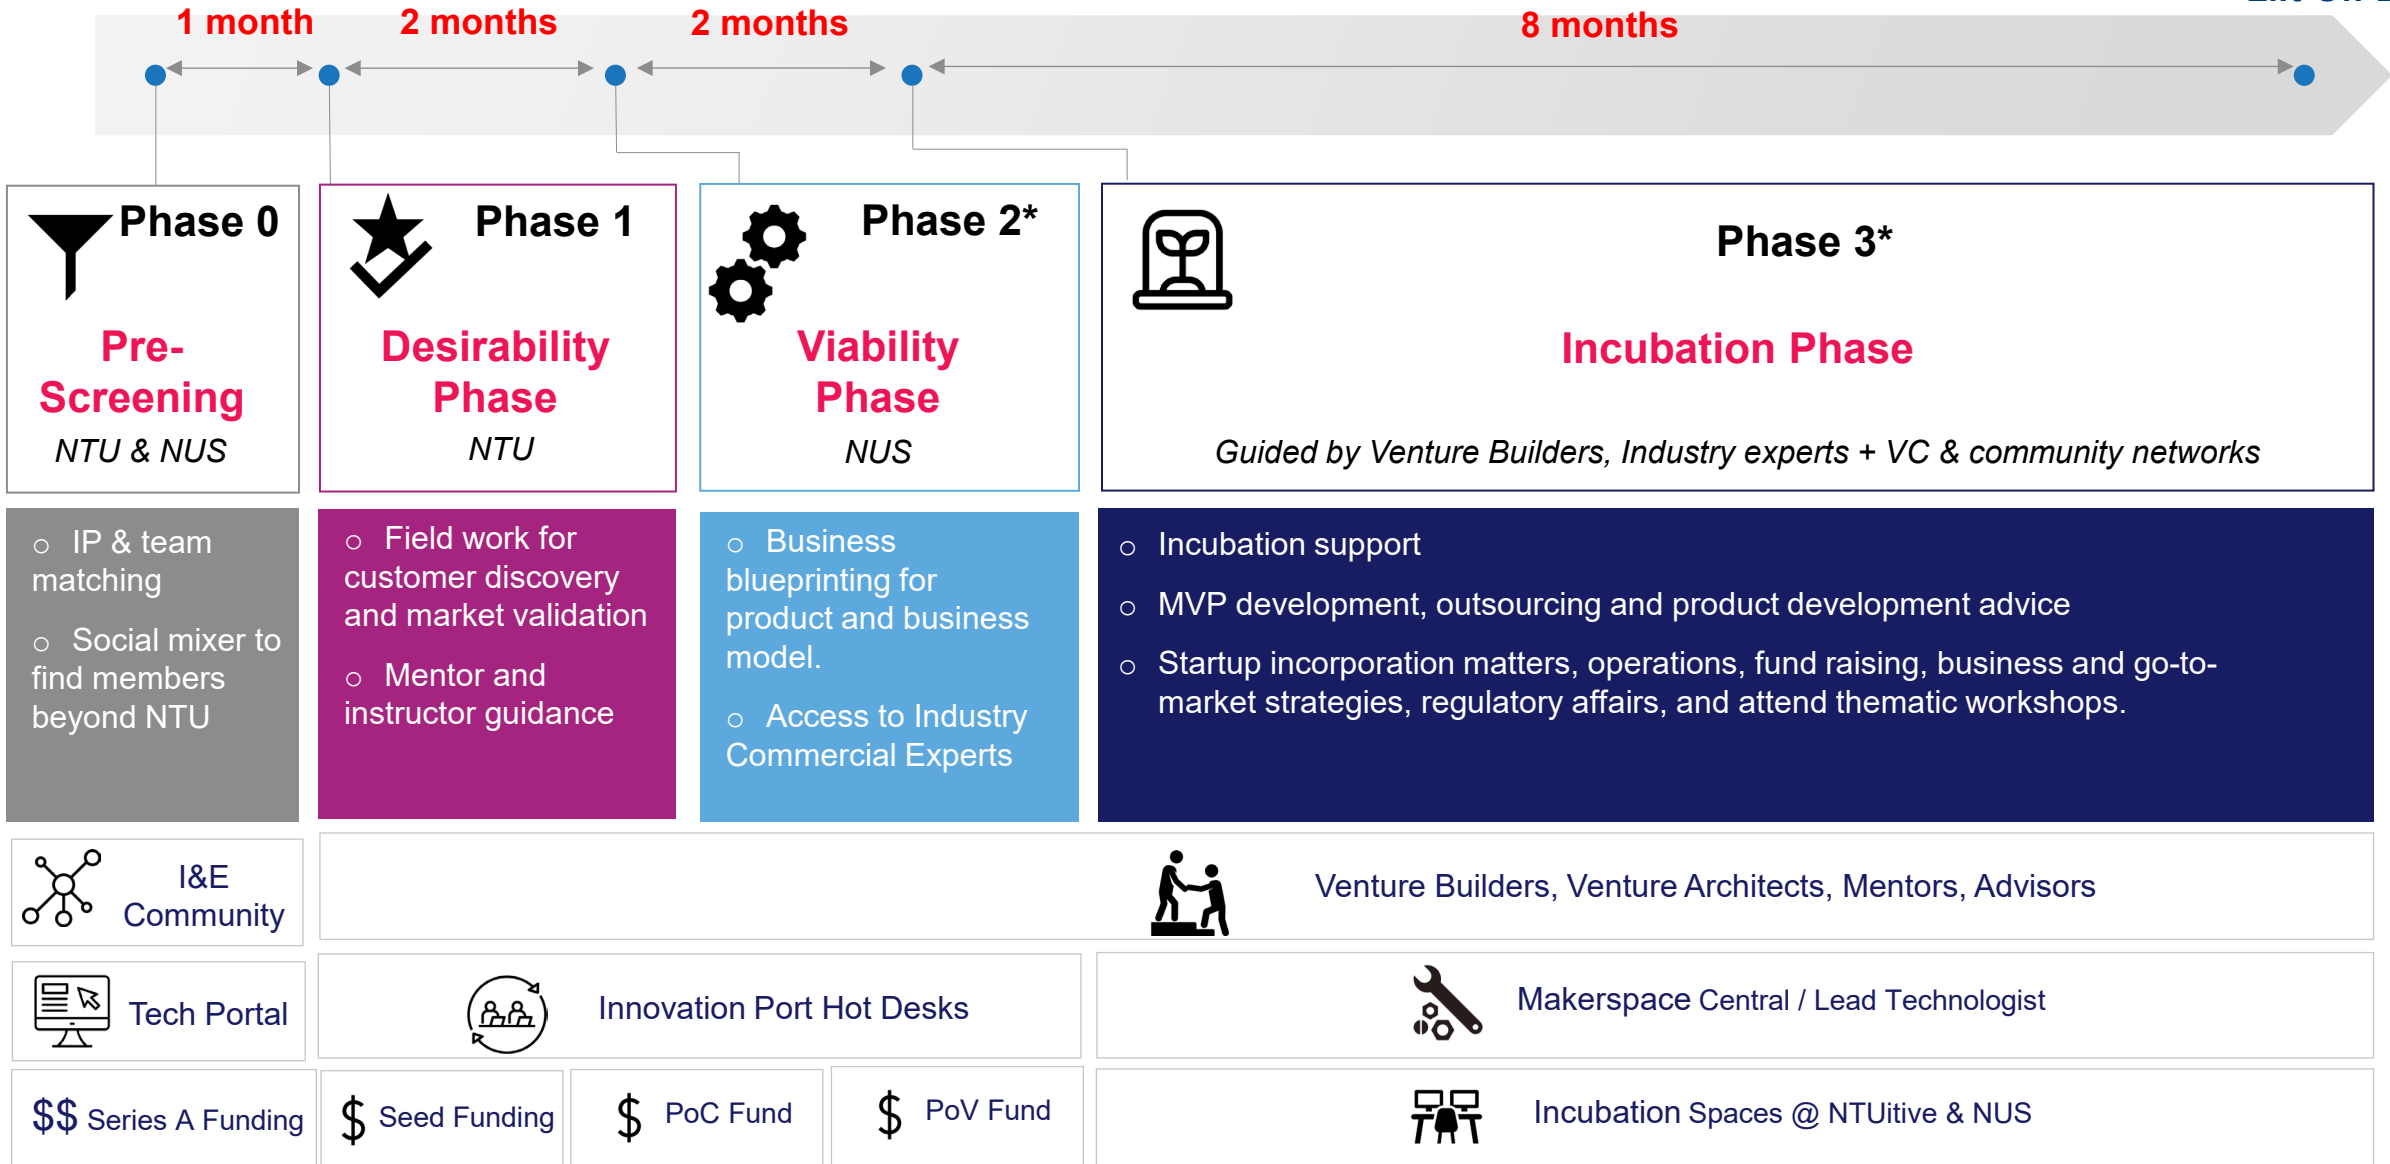 1 month
2 months
2 months
8 months
Phase 0
Pre-
Screening
NTU & NUS
Phase 1
Desirability
Phase
NTU
Phase 2*
Viability
Phase
NUS
Phase 3*
Incubation Phase
Guided by Venture Builders, Industry experts + VC & community networks
o IP & team
matching
o Social mixer to
find members
beyond NTU
o Field work for
customer discovery
and market validation
o Mentor and
instructor guidance
o Business
blueprinting for
product and business
model.
o Access to Industry
Commercial Experts
o Incubation support
o MVP development, outsourcing and product development advice
o Startup incorporation matters, operations, fund raising, business and go-to-
market strategies, regulatory affairs, and attend thematic workshops.
I&E
Community
Venture Builders, Venture Architects, Mentors, Advisors
Tech Portal
Innovation Port Hot Desks
Makerspace Central / Lead Technologist
$$ Series A Funding
$ Seed Funding
$ PoC Fund
$ PoV Fund
Incubation Spaces @ NTUitive & NUS